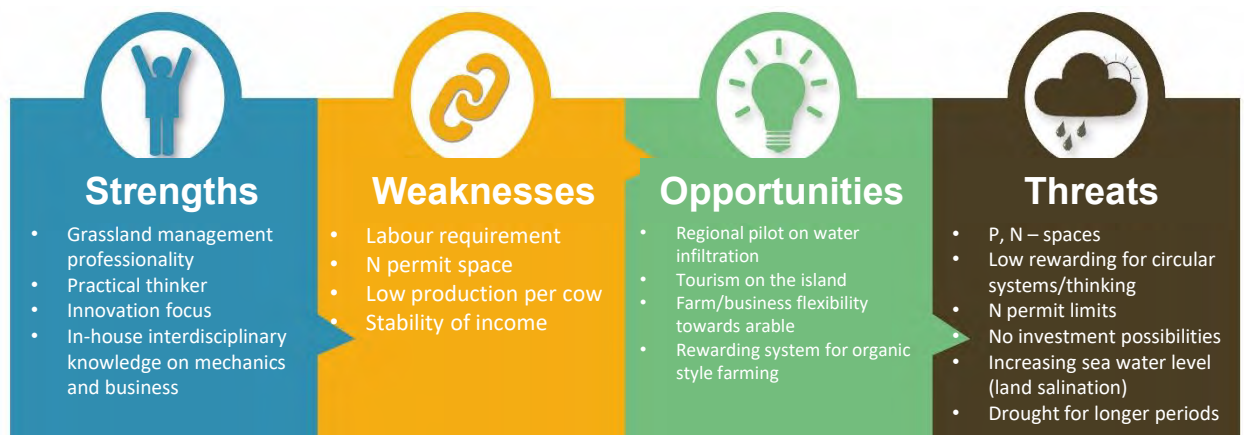 Strengths
• Grassland management
professionality
• Practical thinker
• Innovation focus
• In-house interdisciplinary
knowledge on mechanics
and business
Weaknesses
• Labour requirement
• N permit space
• Low production per cow
• Stability of income
Opportunities
• Regional pilot on water
infiltration
• Tourism on the island
• Farm/business flexibility
towards arable
• Rewarding system for organic
style farming
Threats
• P, N – spaces
• Low rewarding for circular
systems/thinking
• N permit limits
• No investment possibilities
• Increasing sea water level
(land salination)
• Drought for longer periods